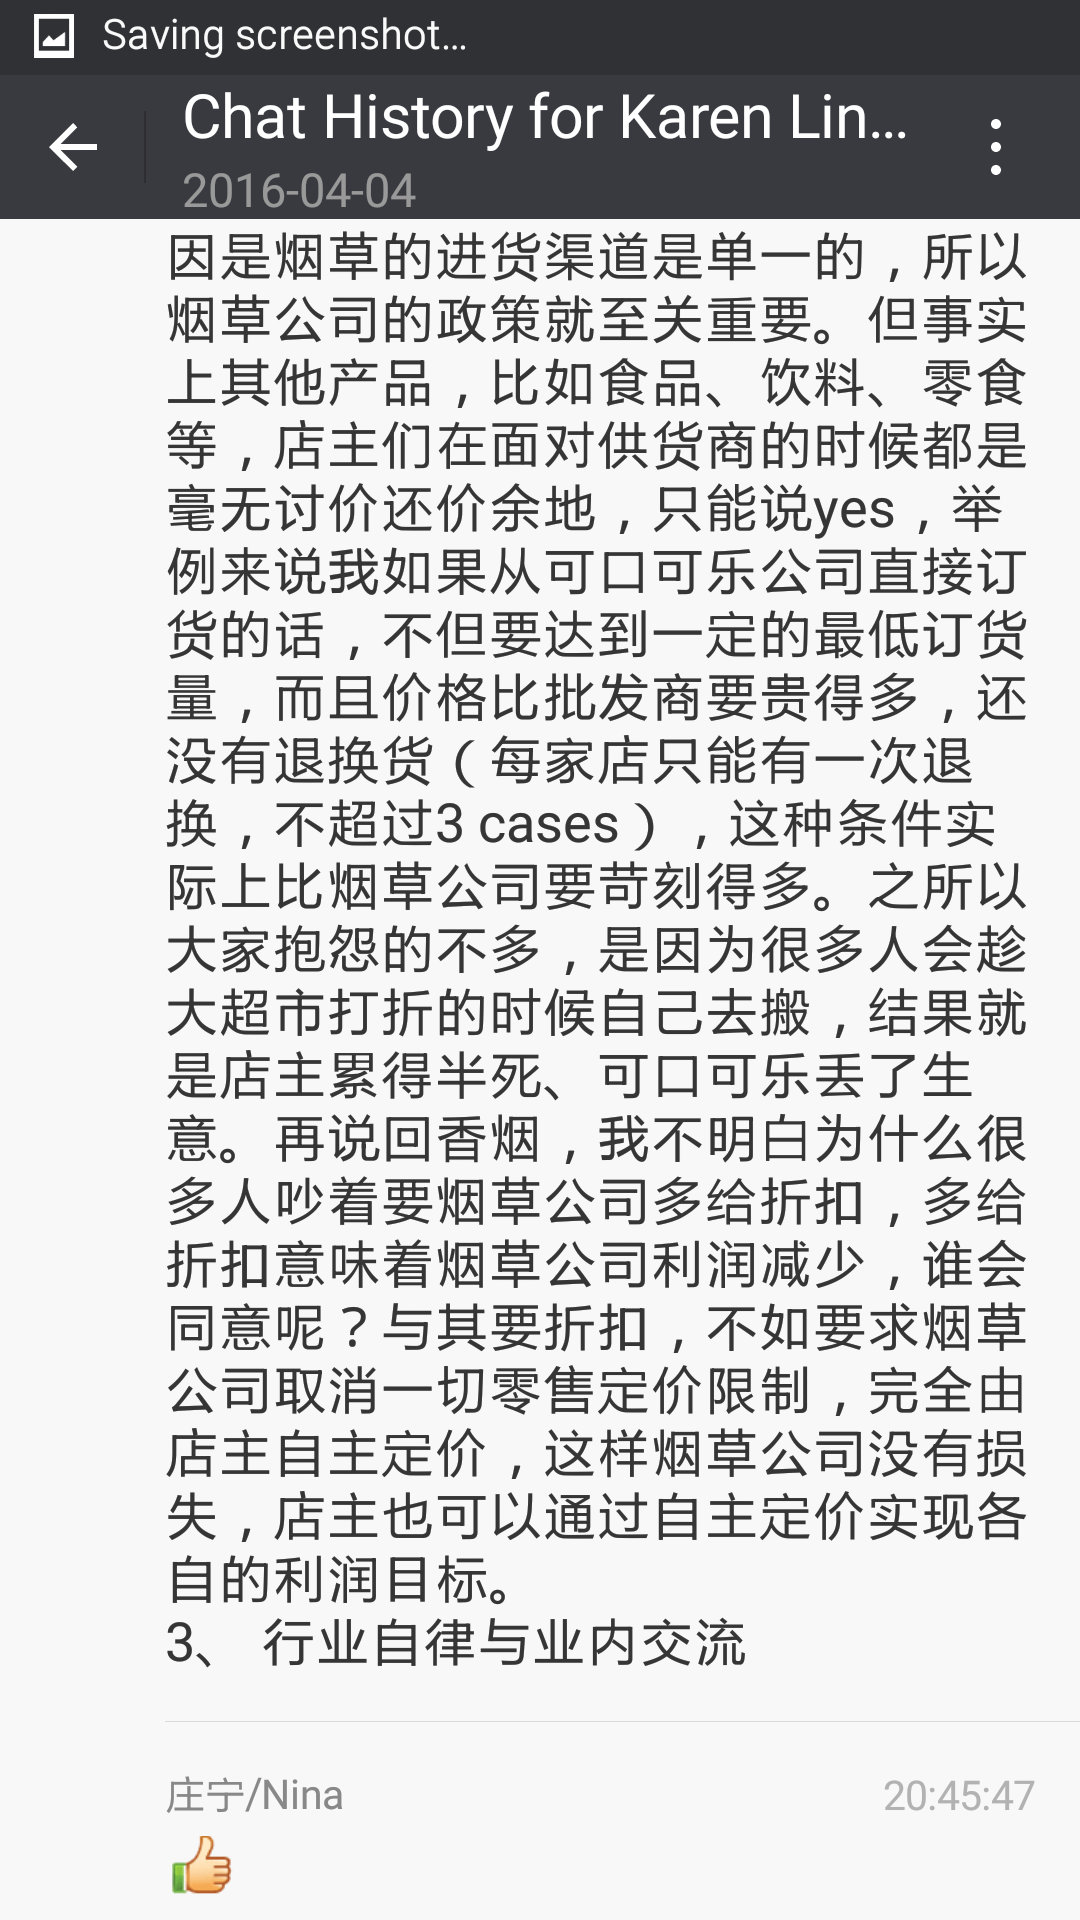 Saving screenshot...
Chat History for Karen Lin...
2016-04-04
因是烟草的进货渠道是单一的，所以
烟草公司的政策就至关重要。但事实
上其他产品，比如食品、饮料、零食
等，店主们在面对供货商的时候都是
毫无讨价还价余地，只能说yes，举
例来说我如果从可口可乐公司直接订
货的话，不但要达到一定的最低订货
量，而且价格比批发商要贵得多，还
没有退换货（每家店只能有一次退
换，不超过3 cases），这种条件实
际上比烟草公司要苛刻得多。之所以
大家抱怨的不多，是因为很多人会趁
大超市打折的时候自己去搬，结果就
是店主累得半死、可口可乐丢了生
意。再说回香烟，我不明白为什么很
多人吵着要烟草公司多给折扣，多给
折扣意味着烟草公司利润减少，谁会
同意呢？与其要折扣，不如要求烟草
公司取消一切零售定价限制，完全由
店主自主定价，这样烟草公司没有损
失，店主也可以通过自主定价实现各
自的利润目标。
3、 行业自律与业内交流
庄宁/Nina
20:45:47